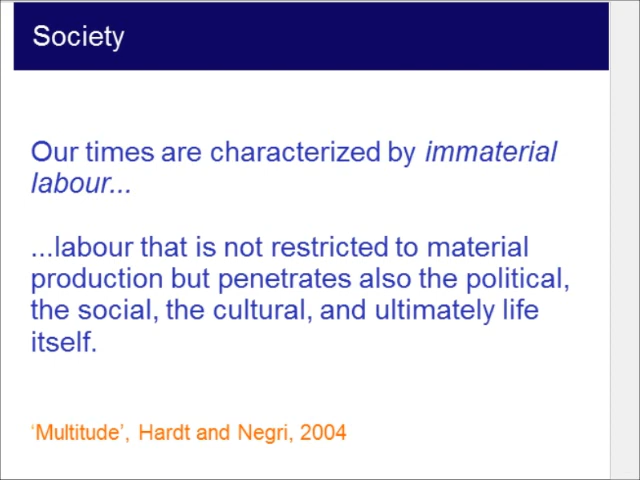 Society
Our times are characterized by immaterial
labour...
...labour that is not restricted to material
production but penetrates also the political,
the social, the cultural, and ultimately life
itself.
‘Multitude’, Hardt and Negri, 2004